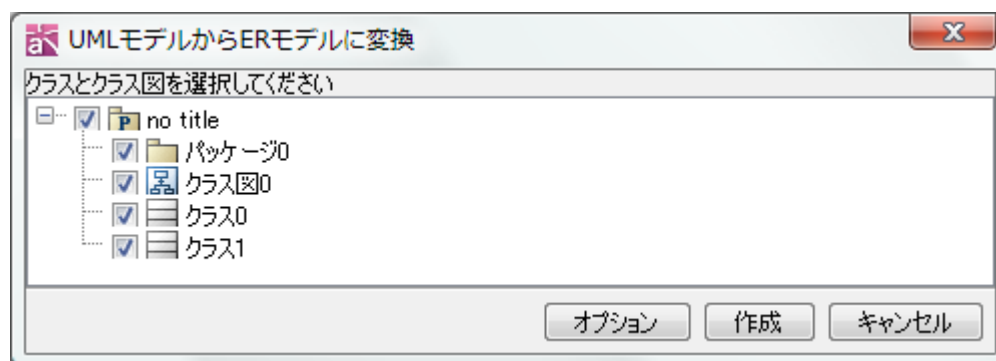 UMLモデルからERモデルに変換
クラスとクラス図を選択してください
no title
パッケージ0
クラス図0
クラス0
クラス1
オプション 作成 キャンセル